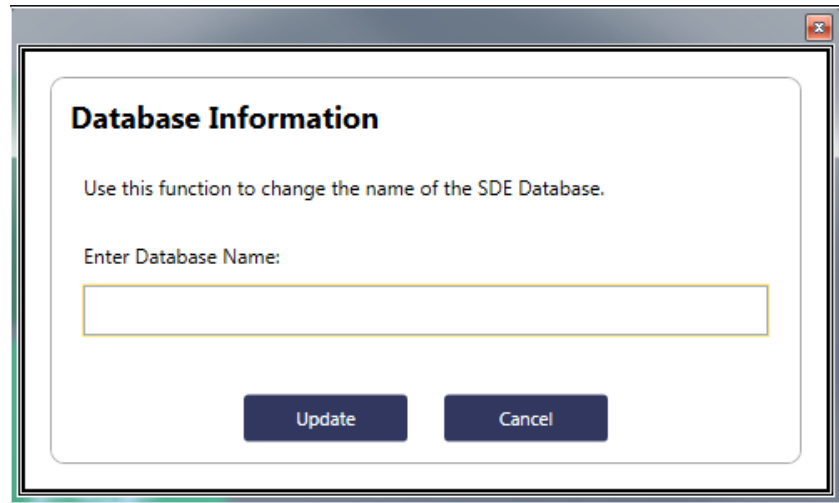 Database Information
Use this function to change the name of the SDE Database.
Enter Database Name:
Update Cancel